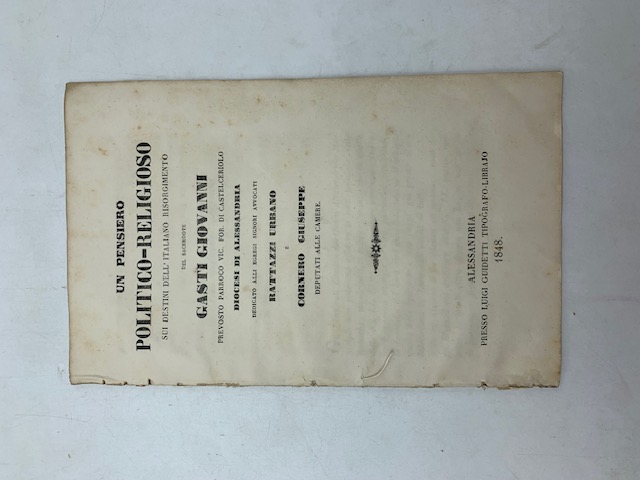 UN PENSIERO
POLITICO-RELIGIOSO
SUI DESTINI DELL'ITALIANO RISORGIMENTO
DEL SACERDOTE
GASTI GIOVANNI
PREVOSTO PARROCO VIC. FOR. DI CASTELCERIOLO
DIOCESI DI ALESSANDRIA
DEDICATO ALLI EGREGI SIGNORI AVVOCATI
RATTAZZI URBANO
E
CORNERO GIUSEPPE
DEPUTATI ALLE CAMERE.
ALESSANDRIA
PRESSO LUIGI GUIDETTI TIPOGRAFO-LIBRAJO
1848.